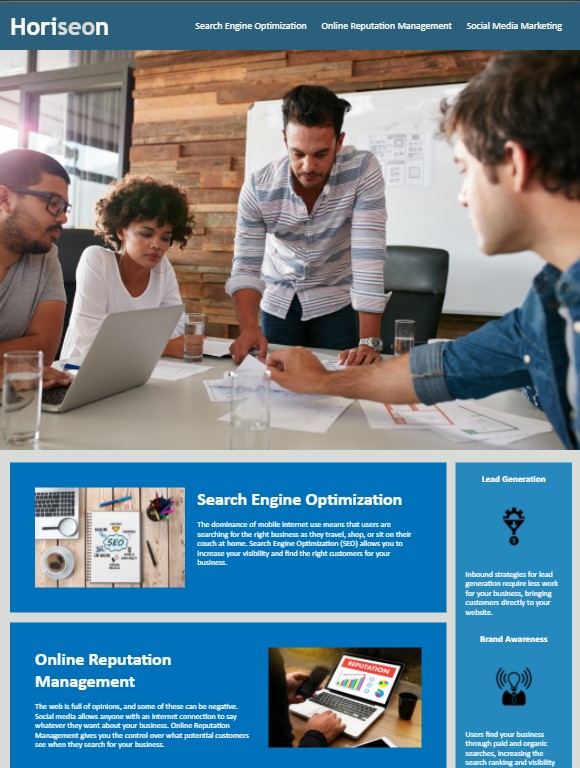 Horiseon
Search Engine Optimization
Online Reputation Management
Social Media Marketing
SEO
Search Engine Optimization
The dominance of mobile internet use means that users are
searching for the right business as they travel, shop, or sit on their
couch at home. Search Engine Optimization (SEO) allows you to
increase your visibility and find the right customers for your
business.
Online Reputation
Management
The web is full of opinions, and some of these can be negative.
Social media allows anyone with an internet connection to say
whatever they want about your business. Online Reputation
Management gives you the control over what potential customers
see when they search for your business.
REPUTATION
Lead Generation
Inbound strategies for lead
generation require less work
for your business, bringing
customers directly to your
website.
Brand Awareness
Users find your business
through paid and organic
searches, increasing the
search ranking and visibility